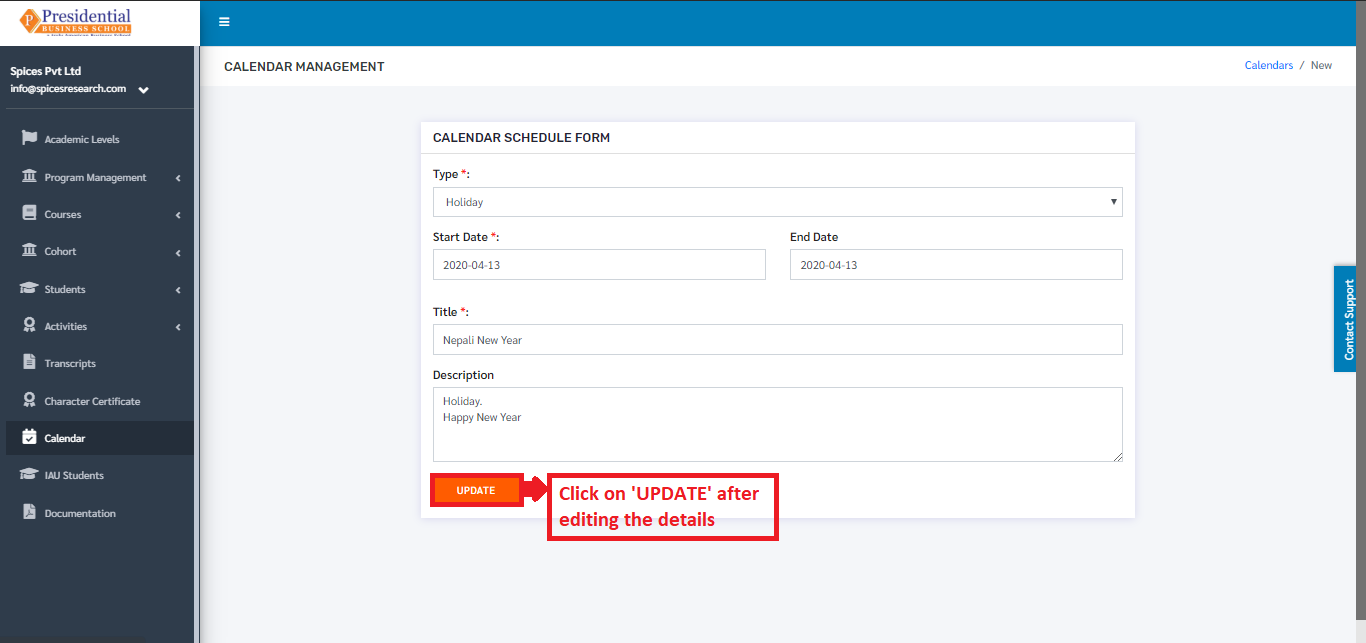 Presidential
BUSINESS SCHOOL
CALENDAR MANAGEMENT
Calendars / New
Spices Pvt Ltd
info@spicesresearch.com
Academic Levels
Program Management
Courses
Cohort
Students
Activities
Transcripts
Character Certificate
Calendar
IAU Students
Documentation
CALENDAR SCHEDULE FORM
Type *:
Holiday
Start Date *:
End Date
2020-04-13
2020-04-13
Title *:
Nepali New Year
Description
Holiday.
Happy New Year
UPDATE
Click on 'UPDATE' after
editing the details
Contact Support